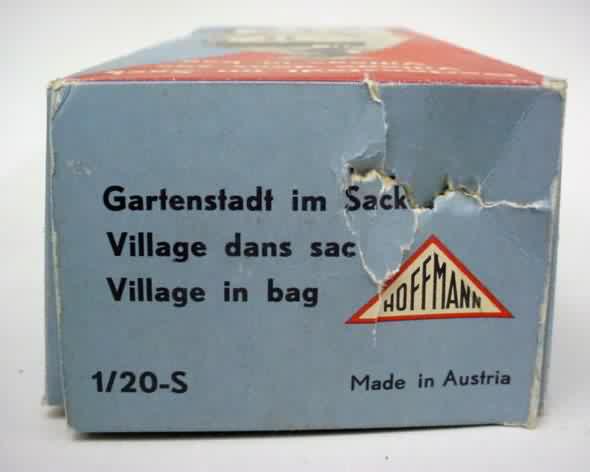 Gartenstadt im Sack
Village dans sac
Village in bag
HOFFMANN
1/20-S
Made in Austria